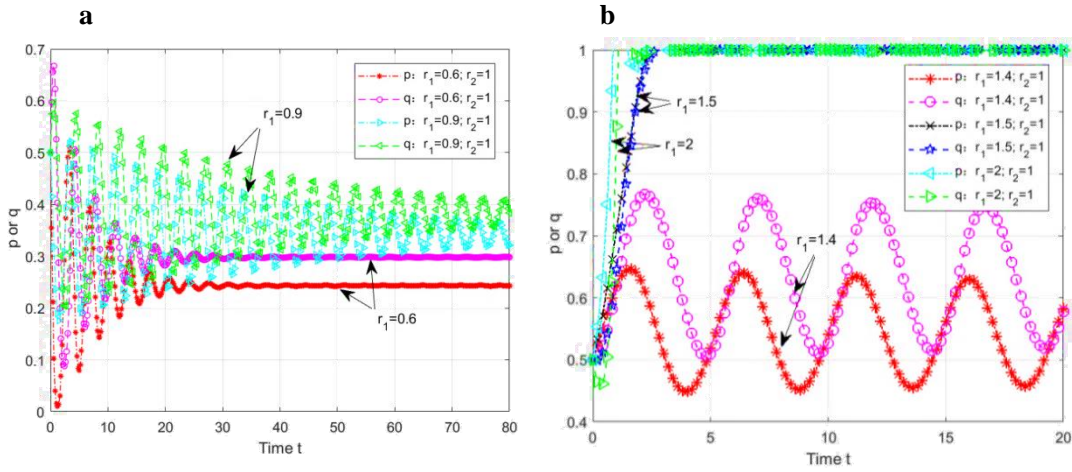 a
0.7
0.6
0.5
0.4
0.3
0.2
0.1
0
p or q
0 10 20 30 40 50 60 70 80
Time t
p: r1=0.6; r2=1
q: r1=0.6; r2=1
p: r1=0.9; r2=1
q: r1=0.9; r2=1
r1=0.9
r1=0.6
b
1
0.9
0.8
0.7
0.6
0.5
0.4
p or q
0 5 10 15 20
Time t
p: r1=1.4; r2=1
q: r1=1.4; r2=1
p: r1=1.5; r2=1
q: r1=1.5; r2=1
p: r1=2; r2=1
q: r1=2; r2=1
r1=1.5
r1=2
r1=1.4